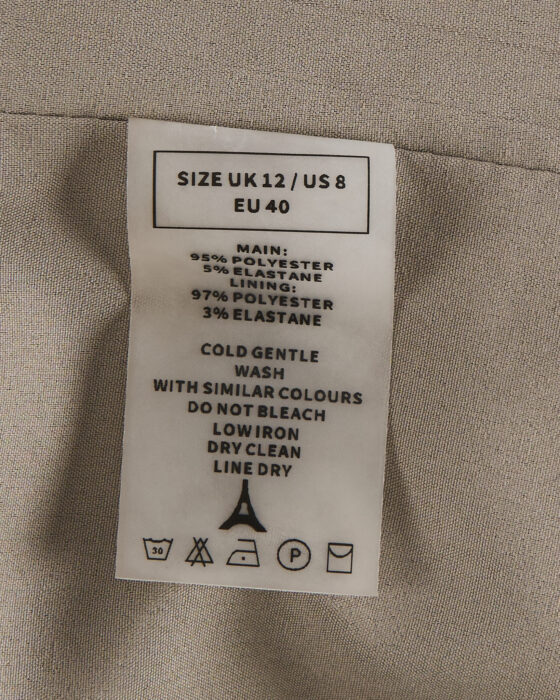 SIZE UK 12 / US 8
EU 40
MAIN:
95% POLYESTER
5% ELASTANE
LINING:
97% POLYESTER
3% ELASTANE
COLD GENTLE
WASH
WITH SIMILAR COLOURS
DO NOT BLEACH
LOW IRON
DRY CLEAN
LINE DRY
30 P